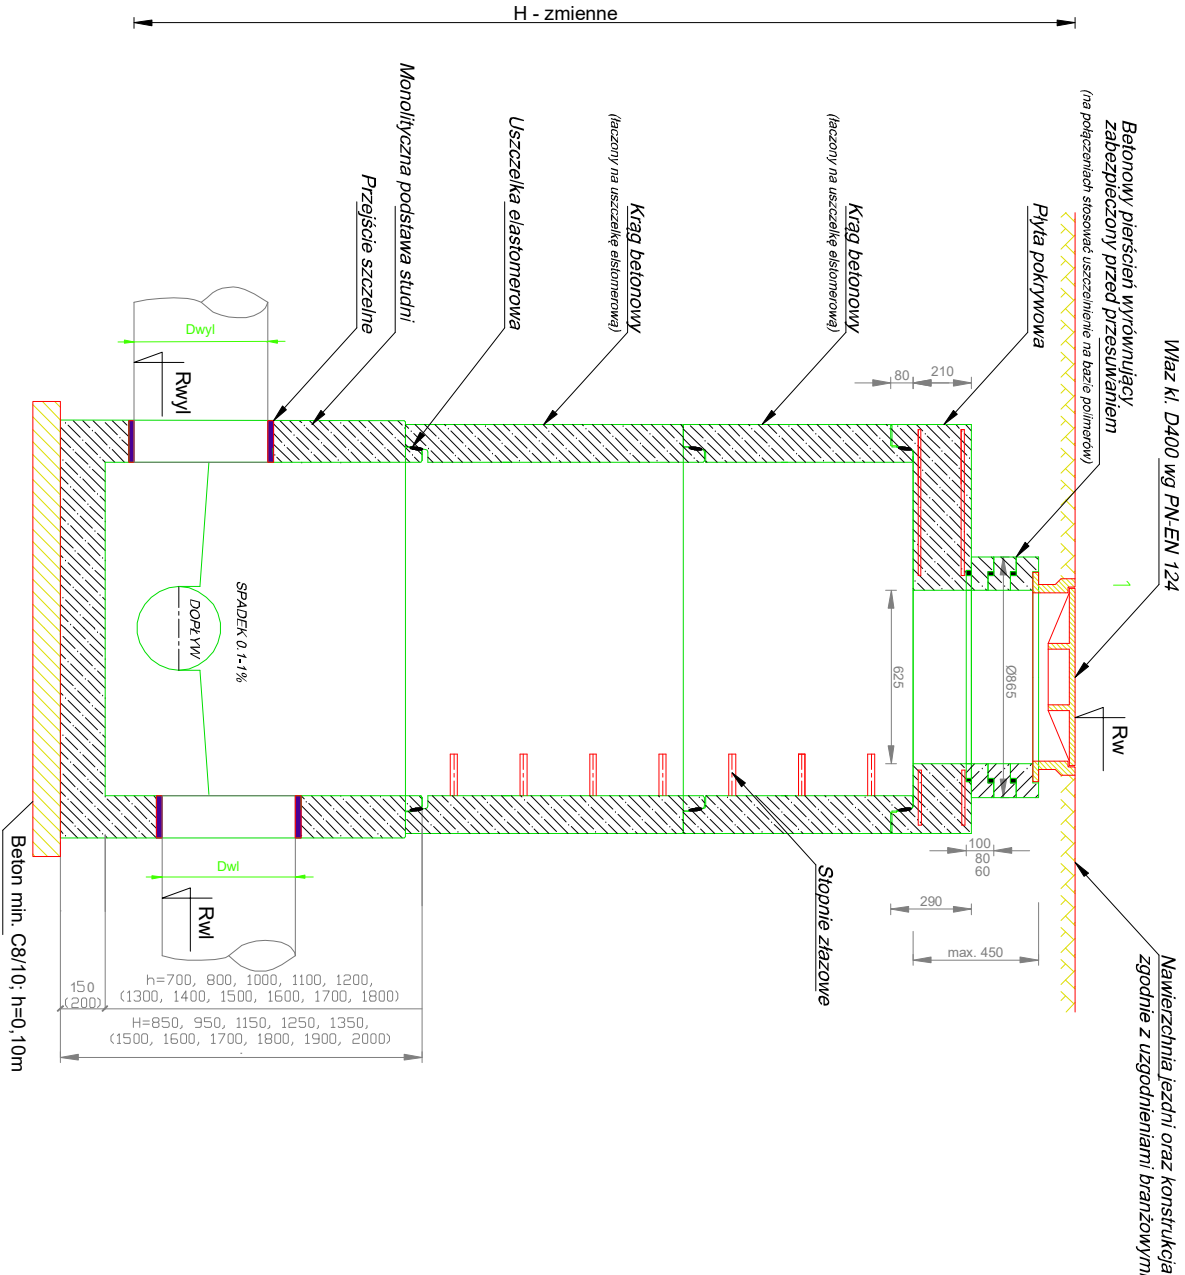 H - zmienne
Właz kl. D400 wg PN-EN 124
Betonowy pierścień wyrównujący
zabezpieczony przed przesuwaniem
(na połączeniach stosować uszczelnienie na bazie polimerów)
Płyta pokrywowa
Krąg betonowy
(łaczony na uszczelkę elstomerową)
Krąg betonowy
(łaczony na uszczelkę elstomerową)
Uszczelka elastomerowa
Monolityczna podstawa studni
Przejście szczelne
Dwyl
Rwyl
80
210
1
Rw
Ø865
625
SPADEK 0.1-1%
DOPŁYW
Dwl
Rwl
Stopnie złazowe
100
80
60
290
max. 450
Nawierzchnia jezdni oraz konstrukcja
zgodnie z uzgodnieniami branżowymi
Beton min. C8/10; h=0,10m
150
(200)
h=700, 800, 1000, 1100, 1200,
(1300, 1400, 1500, 1600, 1700, 1800)
H=850, 950, 1150, 1250, 1350,
(1500, 1600, 1700, 1800, 1900, 2000)